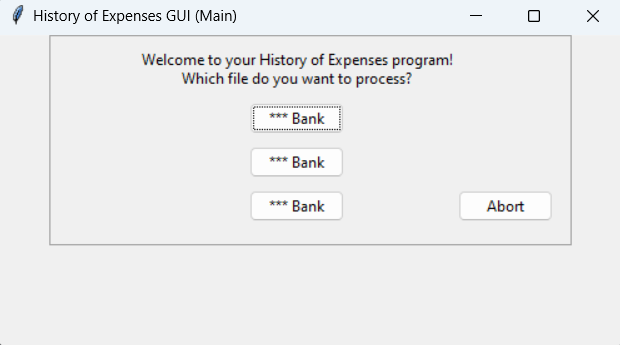 History of Expenses GUI (Main)
Welcome to your History of Expenses program!
Which file do you want to process?
*** Bank
*** Bank
*** Bank
Abort